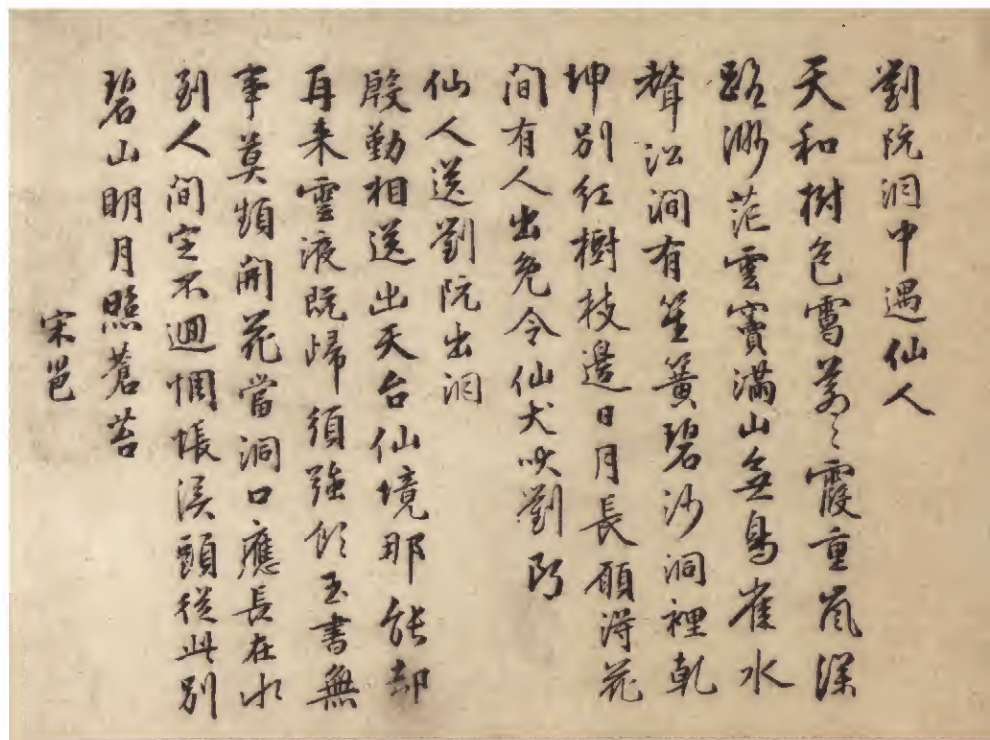 劉阮洞中遇仙人
天和樹色靄蒼々霞重嵐深
路渺茫雲竇滿山無鳥雀水
聲沿澗有笙簧碧沙洞裡乾
坤別紅樹枝邊日月長願得花
間有人出免令仙犬吠劉阮
仙人送劉阮出洞
殷勤相送出天台仙境那能却
再来雲液既歸須強飲玉書無
事莫頻開花當洞口應長在水
到人間定不迴惆悵溪頭從此別
碧山明月照蒼苔
宋邕